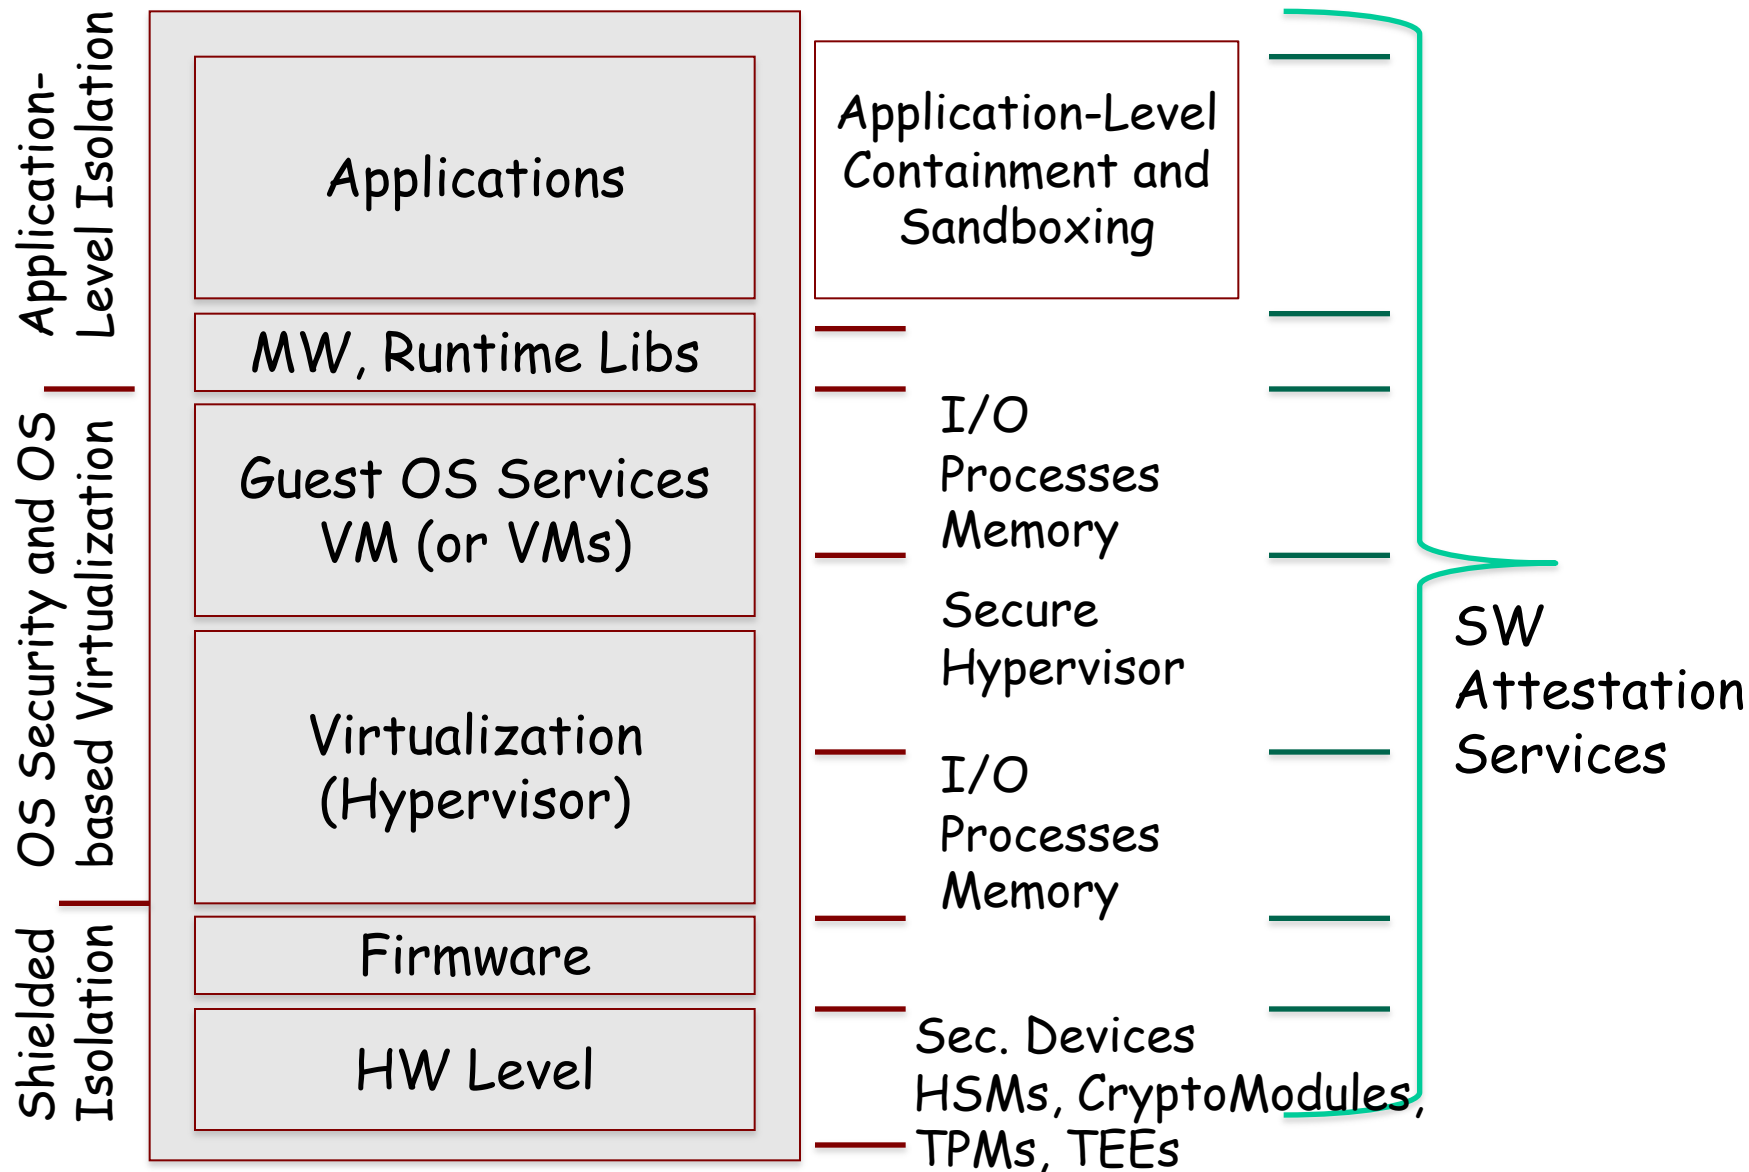 Application-
Level Isolation
OS Security and OS
based Virtualization
Shielded
Isolation
Applications
MW, Runtime Libs
Guest OS Services
VM (or VMs)
Virtualization
(Hypervisor)
Firmware
HW Level
Application-Level
Containment and
Sandboxing
I/O
Processes
Memory
Secure
Hypervisor
I/O
Processes
Memory
Sec. Devices
HSMs, CryptoModules,
TPMs, TEEs
SW
Attestation
Services